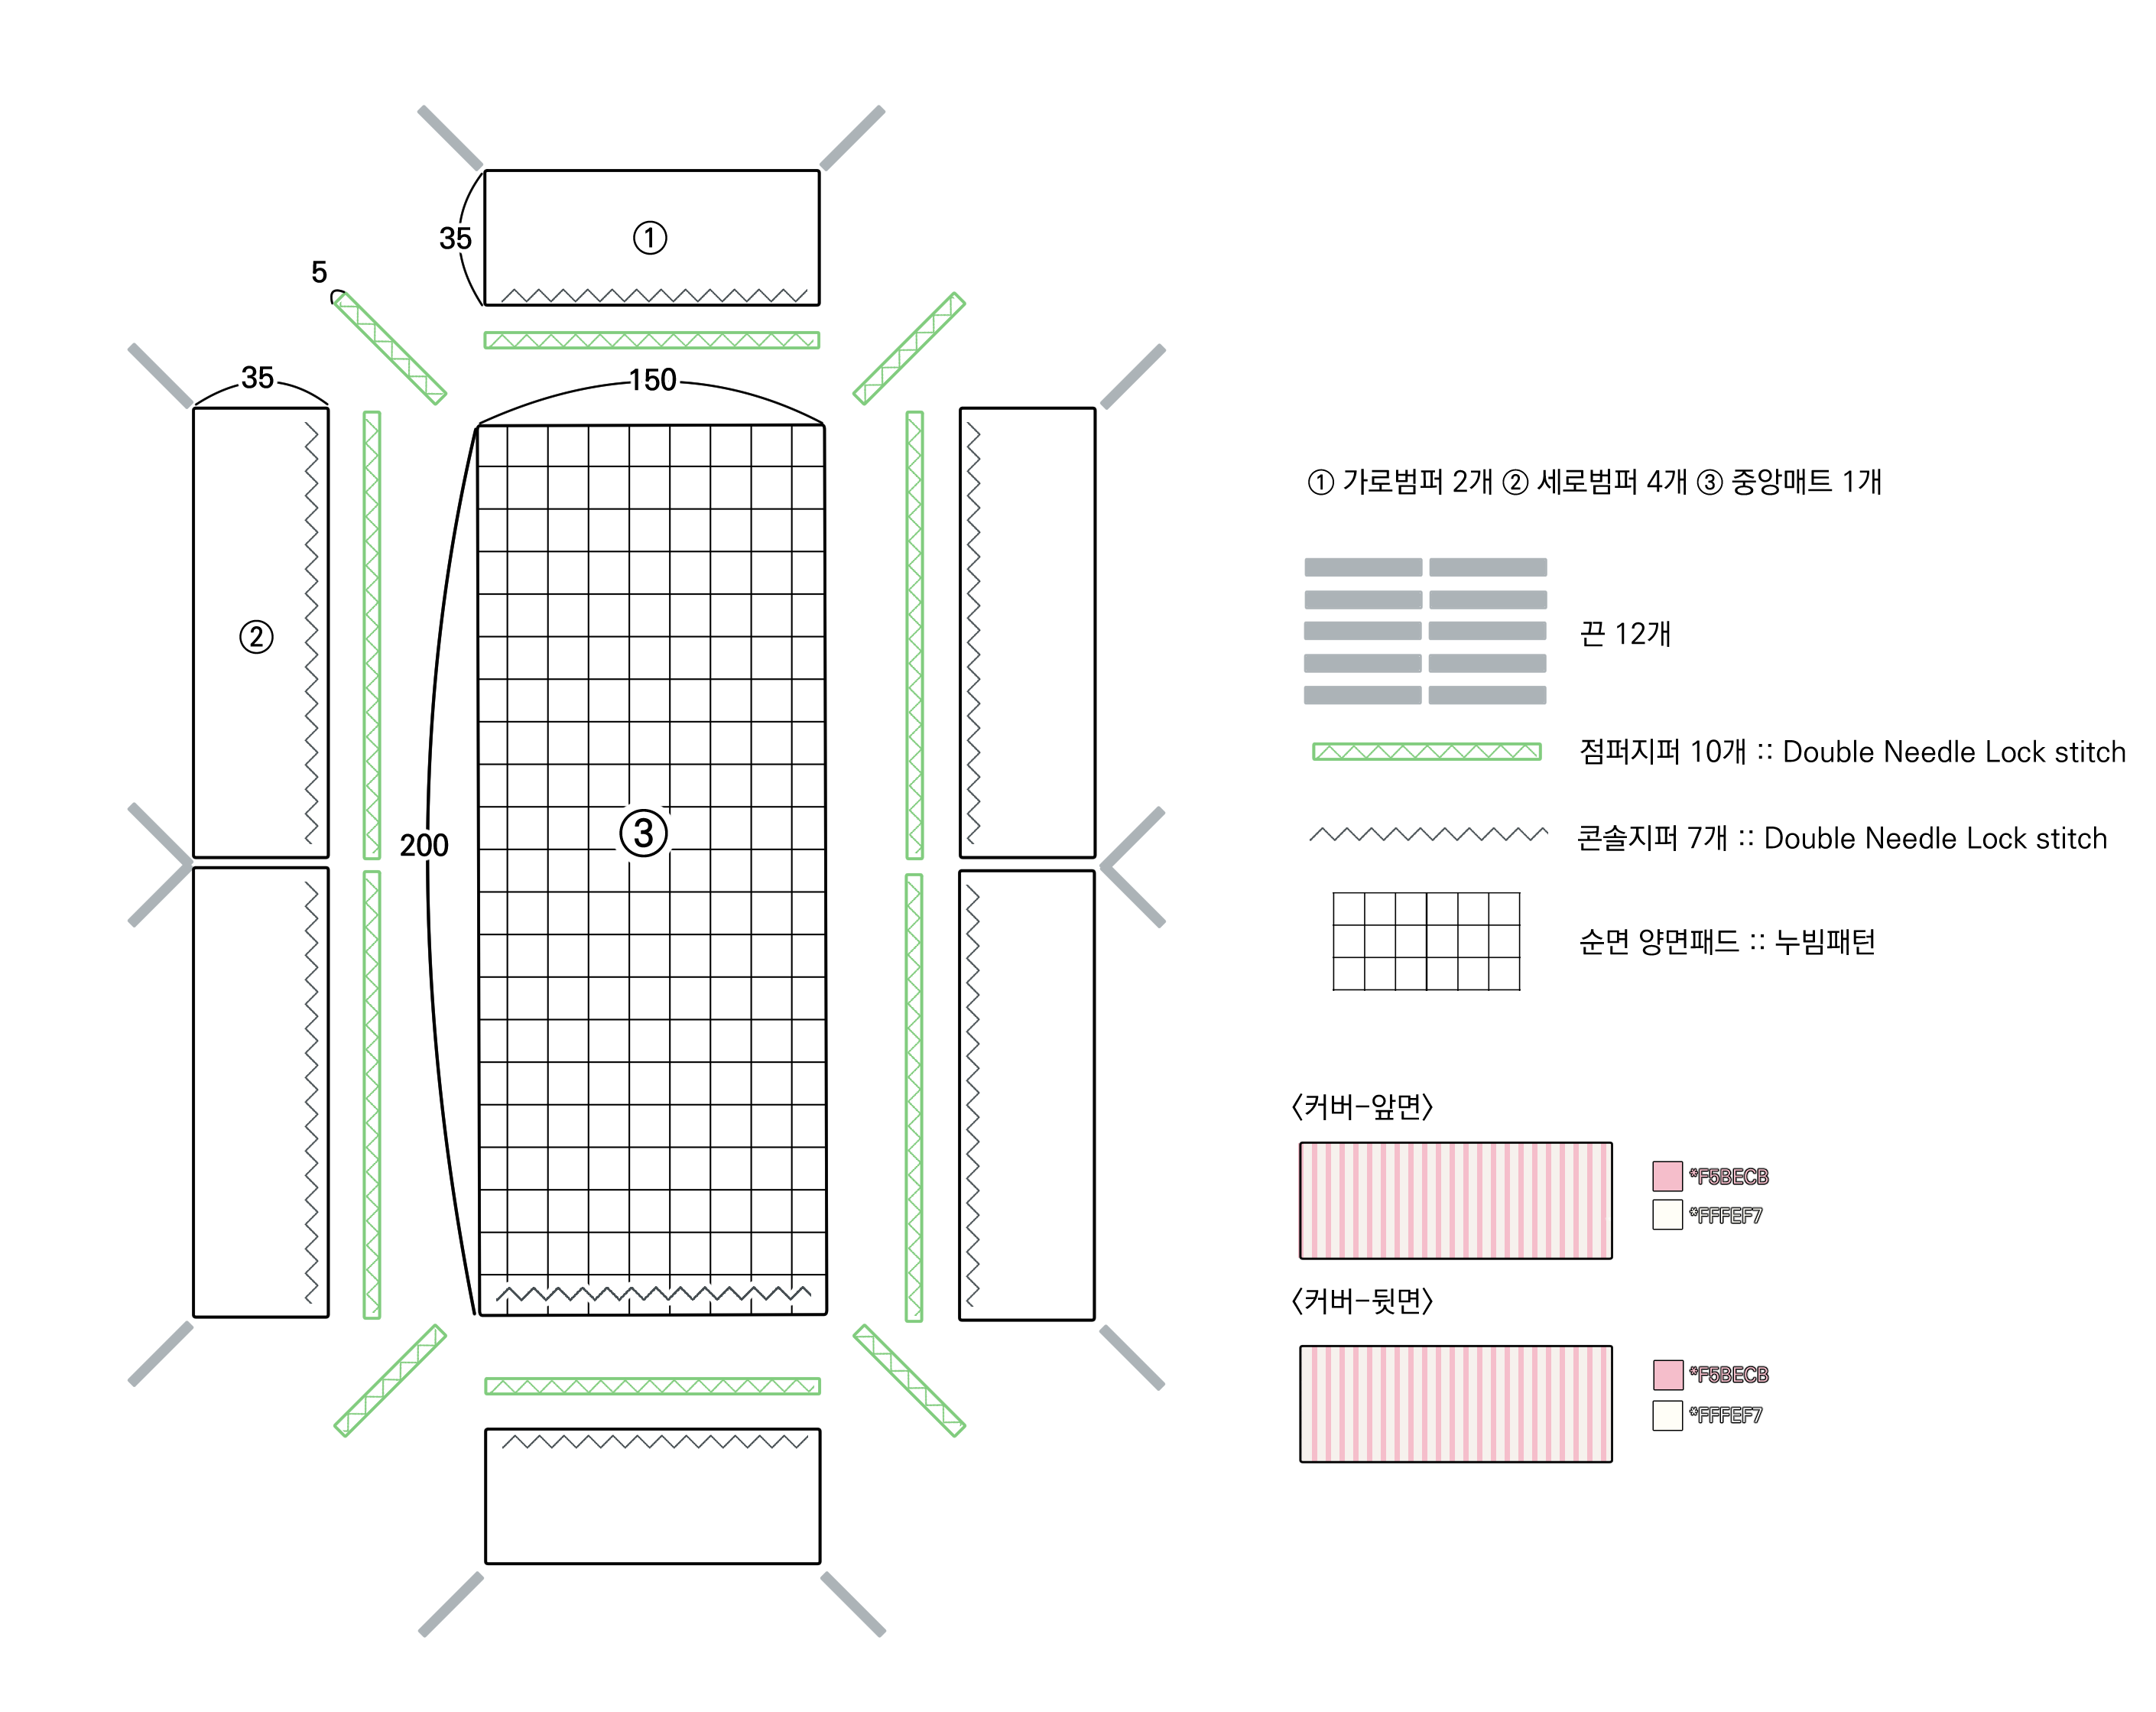 ①
35
5
35
150
②
③
200
① 가로범퍼 2개 ② 세로범퍼 4개 ③ 중앙매트 1개
끈 12개
점퍼지퍼 10개 :: Double Needle Lock stitch
콘솔지퍼 7개 :: Double Needle Lock stitch
순면 양면패드 :: 누빔패턴
<커버-앞면>
*F5BECB
*FFFEF7
<커버-뒷면>
*F5BECB
*FFFEF7